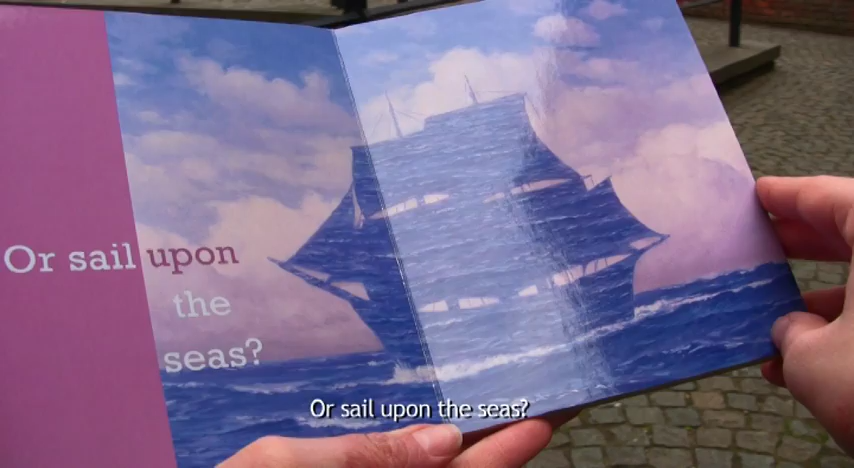 Or sail upon
the
seas?
Or sail upon the seas?